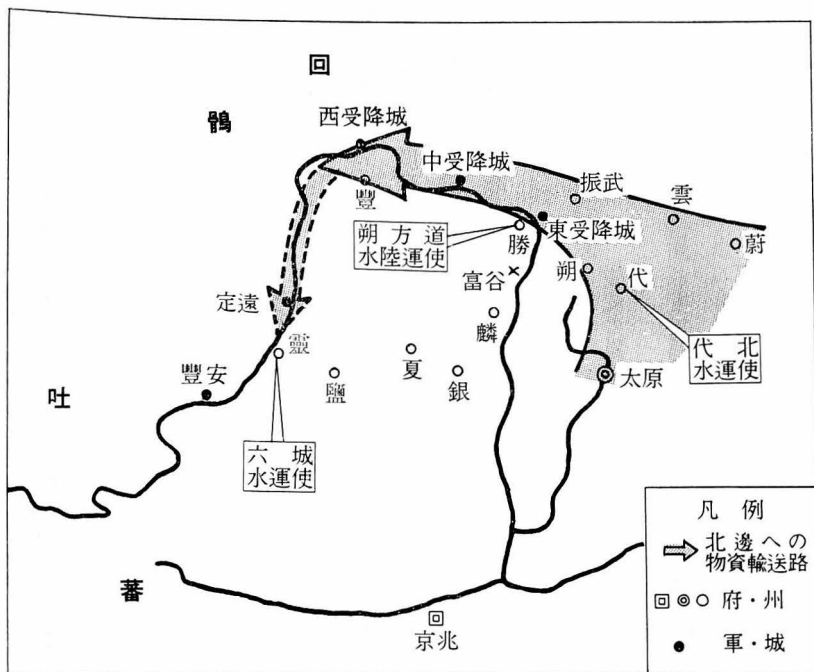 回
鶻
西受降城
中受降城
振武
雲
豐
蔚
朔方道
水陸運使
東受降城
勝
朔
代
富谷
定遠
麟
代北
水運使
靈
豐安
夏
鹽
銀
太原
吐
六城
水運使
凡例
北邊への
物資輸送路
府・州
蕃
京兆
軍・城